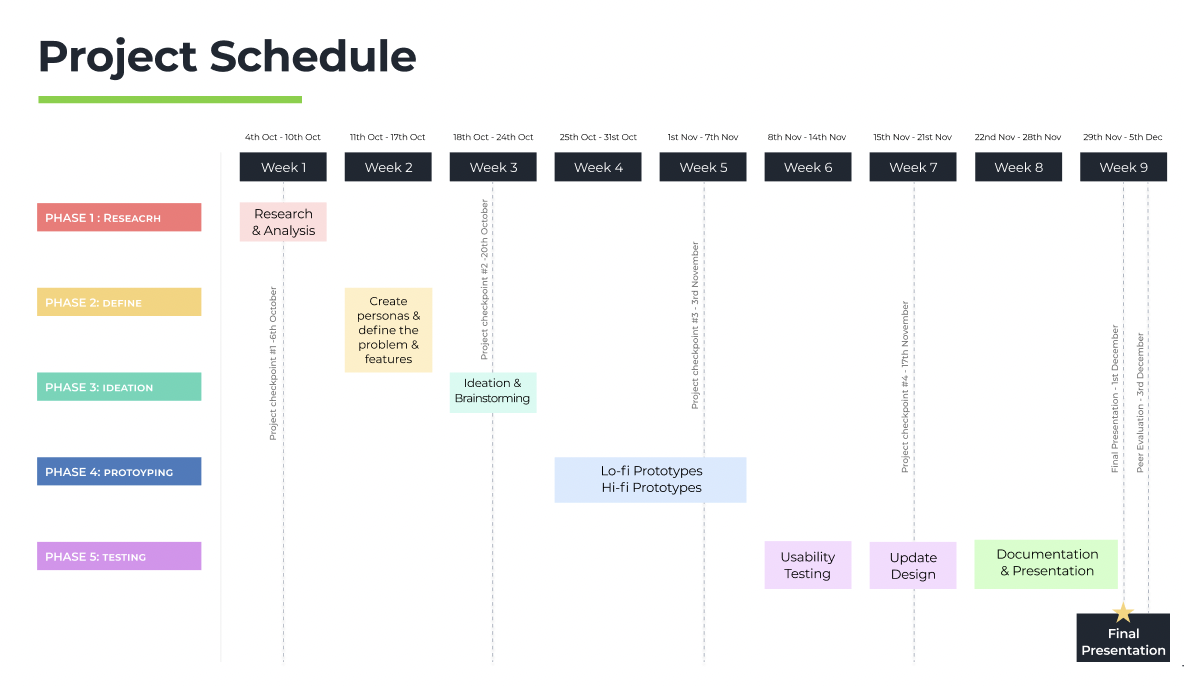 Project Schedule
4th Oct - 10th Oct
11th Oct - 17th Oct
18th Oct - 24th Oct
25th Oct - 31st Oct
1st Nov - 7th Nov
8th Nov - 14th Nov
15th Nov - 21st Nov
22nd Nov - 28th Nov
29th Nov - 5th Dec
Week 1
Week 2
Week 3
Week 4
Week 5
Week 6
Week 7
Week 8
Week 9
PHASE 1 : RESEACRH
Research
& Analysis
Project checkpoint #1 -6th October
Project checkpoint #2 -20th October
Project checkpoint #3 - 3rd November
Project checkpoint #4 - 17th November
Final Presentation - 1st December
Peer Evaluation - 3rd December
PHASE 2: DEFINE
Create
personas &
define the
problem &
features
PHASE 3: IDEATION
Ideation &
Brainstorming
PHASE 4: PROTOYPING
Lo-fi Prototypes
Hi-fi Prototypes
PHASE 5: TESTING
Usability
Testing
Update
Design
Documentation
& Presentation
Final
Presentation